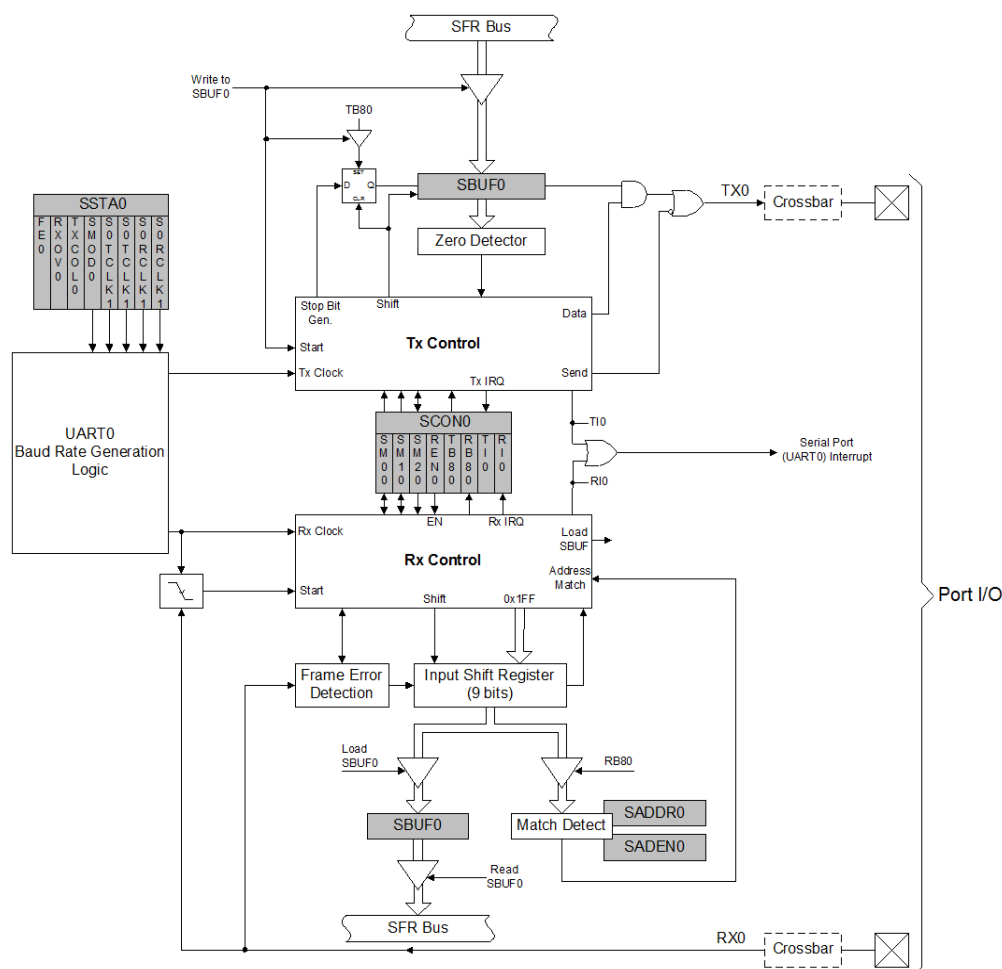 SFR Bus
Write to
SBUF0
TB80
SET
D Q
CLR
SBUF0
TX0
Crossbar
SSTA0
FE0
RXOV0
TXCOL0
SMOD0
S0TCLK1
S0TCLK1
S0RCLK1
S0RCLK1
Zero Detector
Stop Bit
Gen.
Shift
Data
Tx Control
Start
Tx Clock
Send
Tx IRQ
UART0
Baud Rate Generation
Logic
SCON0
SM00
SM10
SM20
REN0
TB80
RB80
TI0
RI0
TI0
Serial Port
(UART0) Interrupt
RI0
EN
Rx IRQ
Rx Clock
Load
SBUF
Rx Control
Address
Match
Start
Shift
0x1FF
Port I/O
Frame Error
Detection
Input Shift Register
(9 bits)
Load
SBUF0
RB80
SBUF0
Match Detect
SADDR0
SADEN0
Read
SBUF0
SFR Bus
RX0
Crossbar